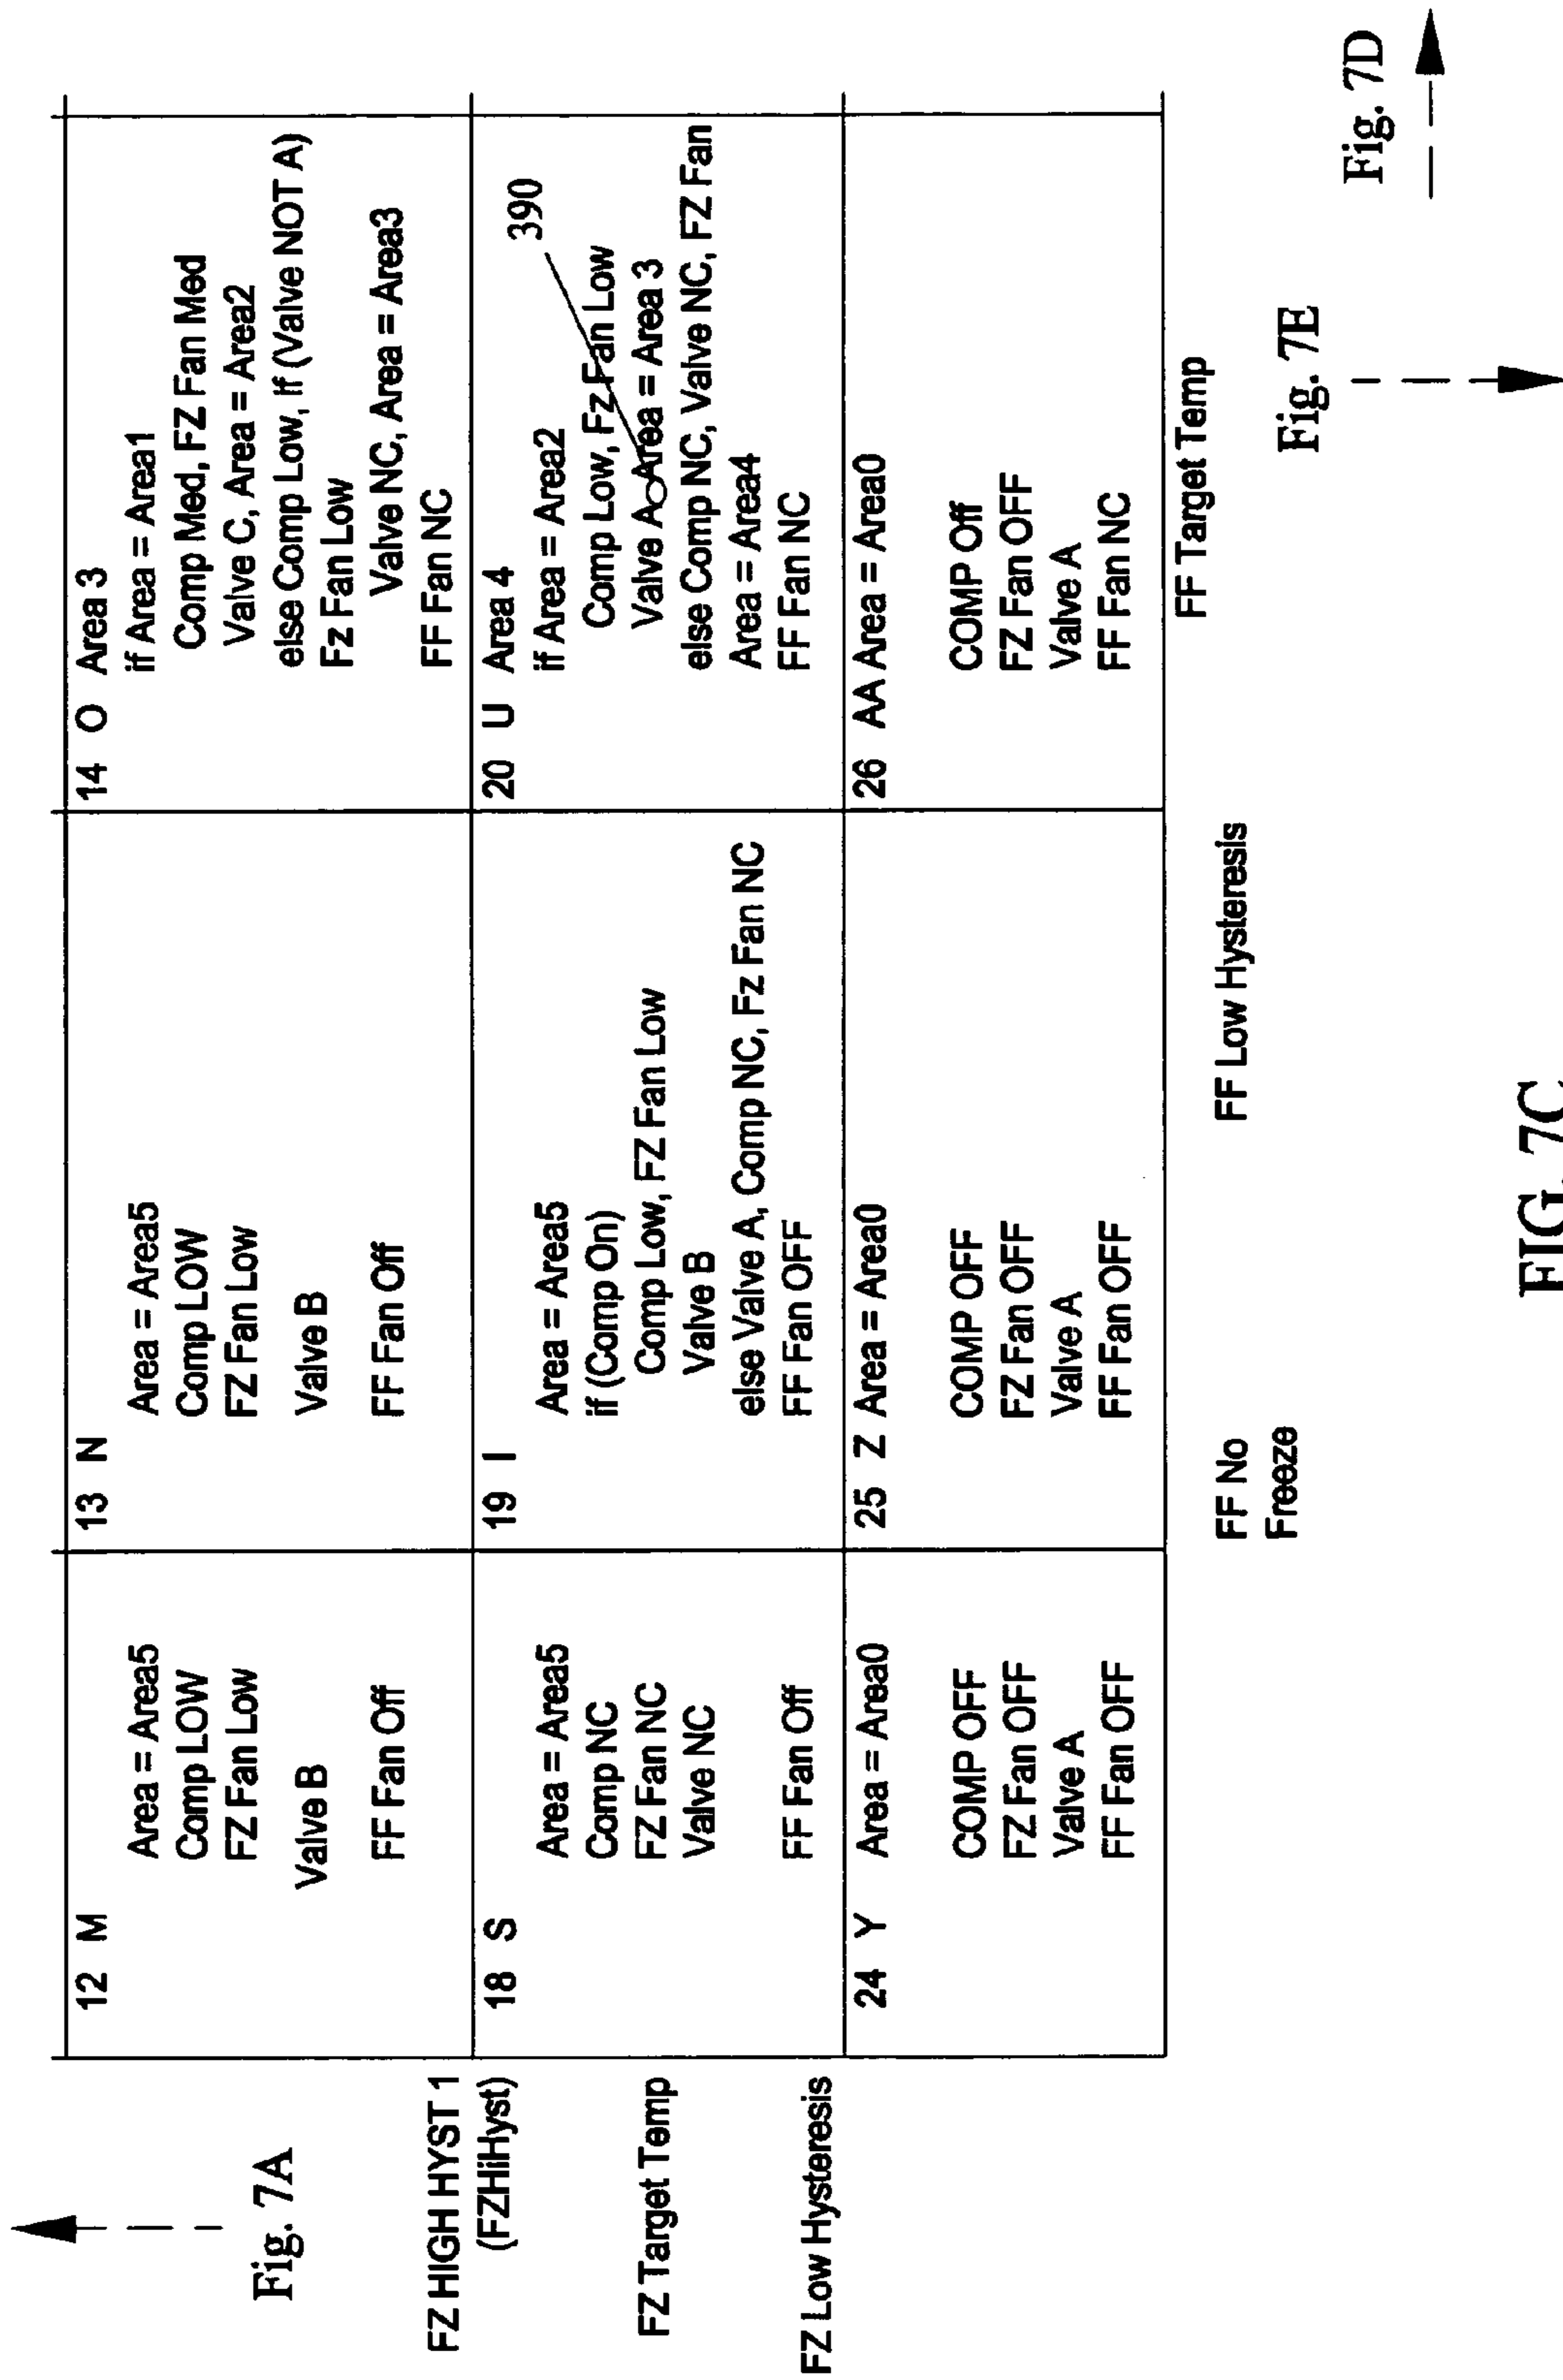 Fig. 7A
FZ HIGH HYST 1
(FZHiHyst)
FZ Target Temp
FZ Low Hysteresis
12 M
Area = Area5
Comp LOW
FZ Fan Low
Valve B
FF Fan Off
13 N
Area = Area5
Comp LOW
FZ Fan Low
Valve B
FF Fan Off
14 O Area 3
if Area = Area1
Comp Med, FZ Fan Med
Valve C, Area = Area2
else Comp Low, If (Valve NOT A)
Fz Fan Low
Valve NC, Area = Area3
FF Fan NC
18 S
Area = Area5
Comp NC
FZ Fan NC
Valve NC
FF Fan Off
19 I
Area = Area5
if (Comp On)
Comp Low, FZ Fan Low
Valve B
else Valve A, Comp NC, Fz Fan NC
FF Fan OFF
20 U Area 4
390
if Area = Area2
Comp Low, Fz Fan Low
Valve A Area = Area 3
else Comp NC, Valve NC, FZ Fan
Area = Area4
FF Fan NC
24 Y Area = Area0
COMP OFF
FZ Fan OFF
Valve A
FF Fan OFF
25 Z Area = Area0
COMP OFF
FZ Fan OFF
Valve A
FF Fan OFF
26 AA Area = Area0
COMP Off
FZ Fan OFF
Valve A
FF Fan NC
FF No
Freeze
FF Low Hysteresis
FF Target Temp
Fig. 7E
Fig. 7D
FIG. 7C